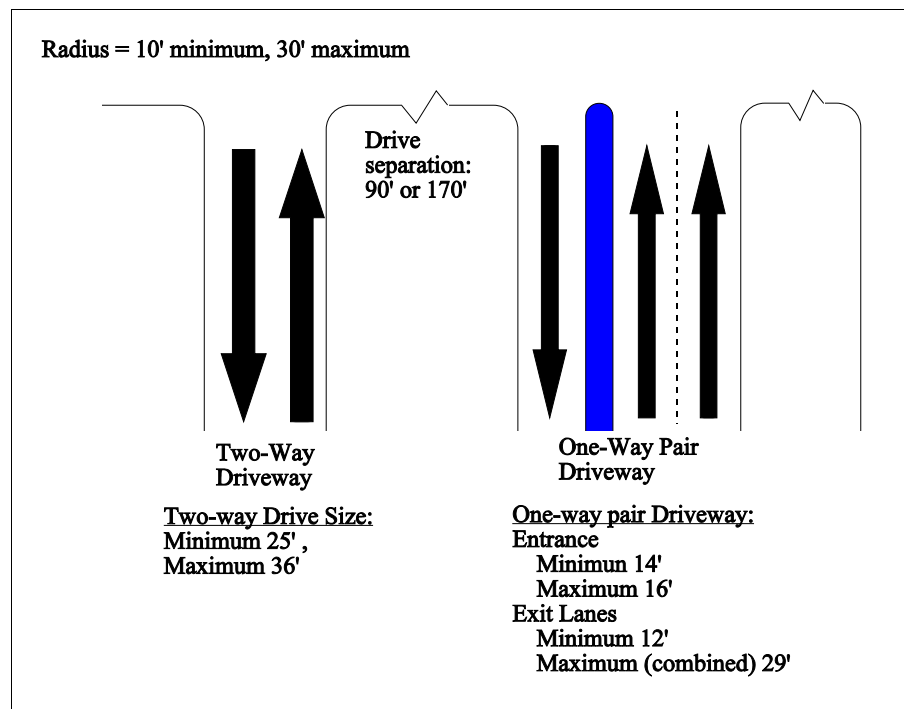 Radius = 10' minimum, 30' maximum
Drive
separation:
90' or 170'
Two-Way
Driveway
One-Way Pair
Driveway
Two-way Drive Size:
Minimum 25' ,
Maximum 36'
One-way pair Driveway:
Entrance
Minimun 14'
Maximum 16'
Exit Lanes
Minimum 12'
Maximum (combined) 29'